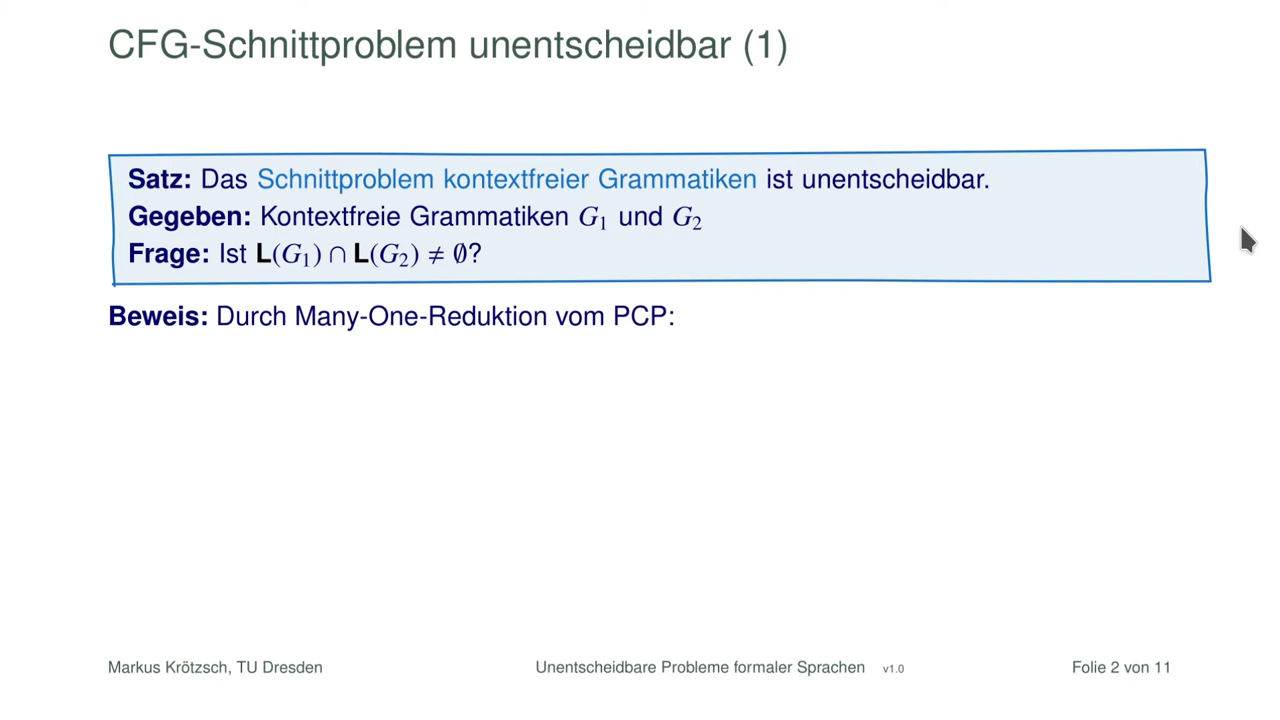 CFG-Schnittproblem unentscheidbar (1)
Satz: Das Schnittproblem kontextfreier Grammatiken ist unentscheidbar.
Gegeben: Kontextfreie Grammatiken G₁ und G₂
Frage: Ist L(G₁) ∩ L(G₂) ≠ ∅?
Beweis: Durch Many-One-Reduktion vom PCP:
Markus Krötzsch, TU Dresden Unentscheidbare Probleme formaler Sprachen v1.0 Folie 2 von 11